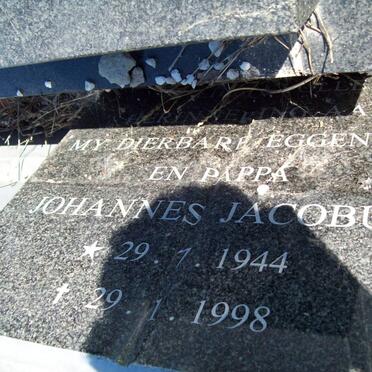 MY DIERBARE EGGEN
EN PAPPA
JOHANNES JACOBU
★ 29. 7. 1944
✝ 29. 1. 1998